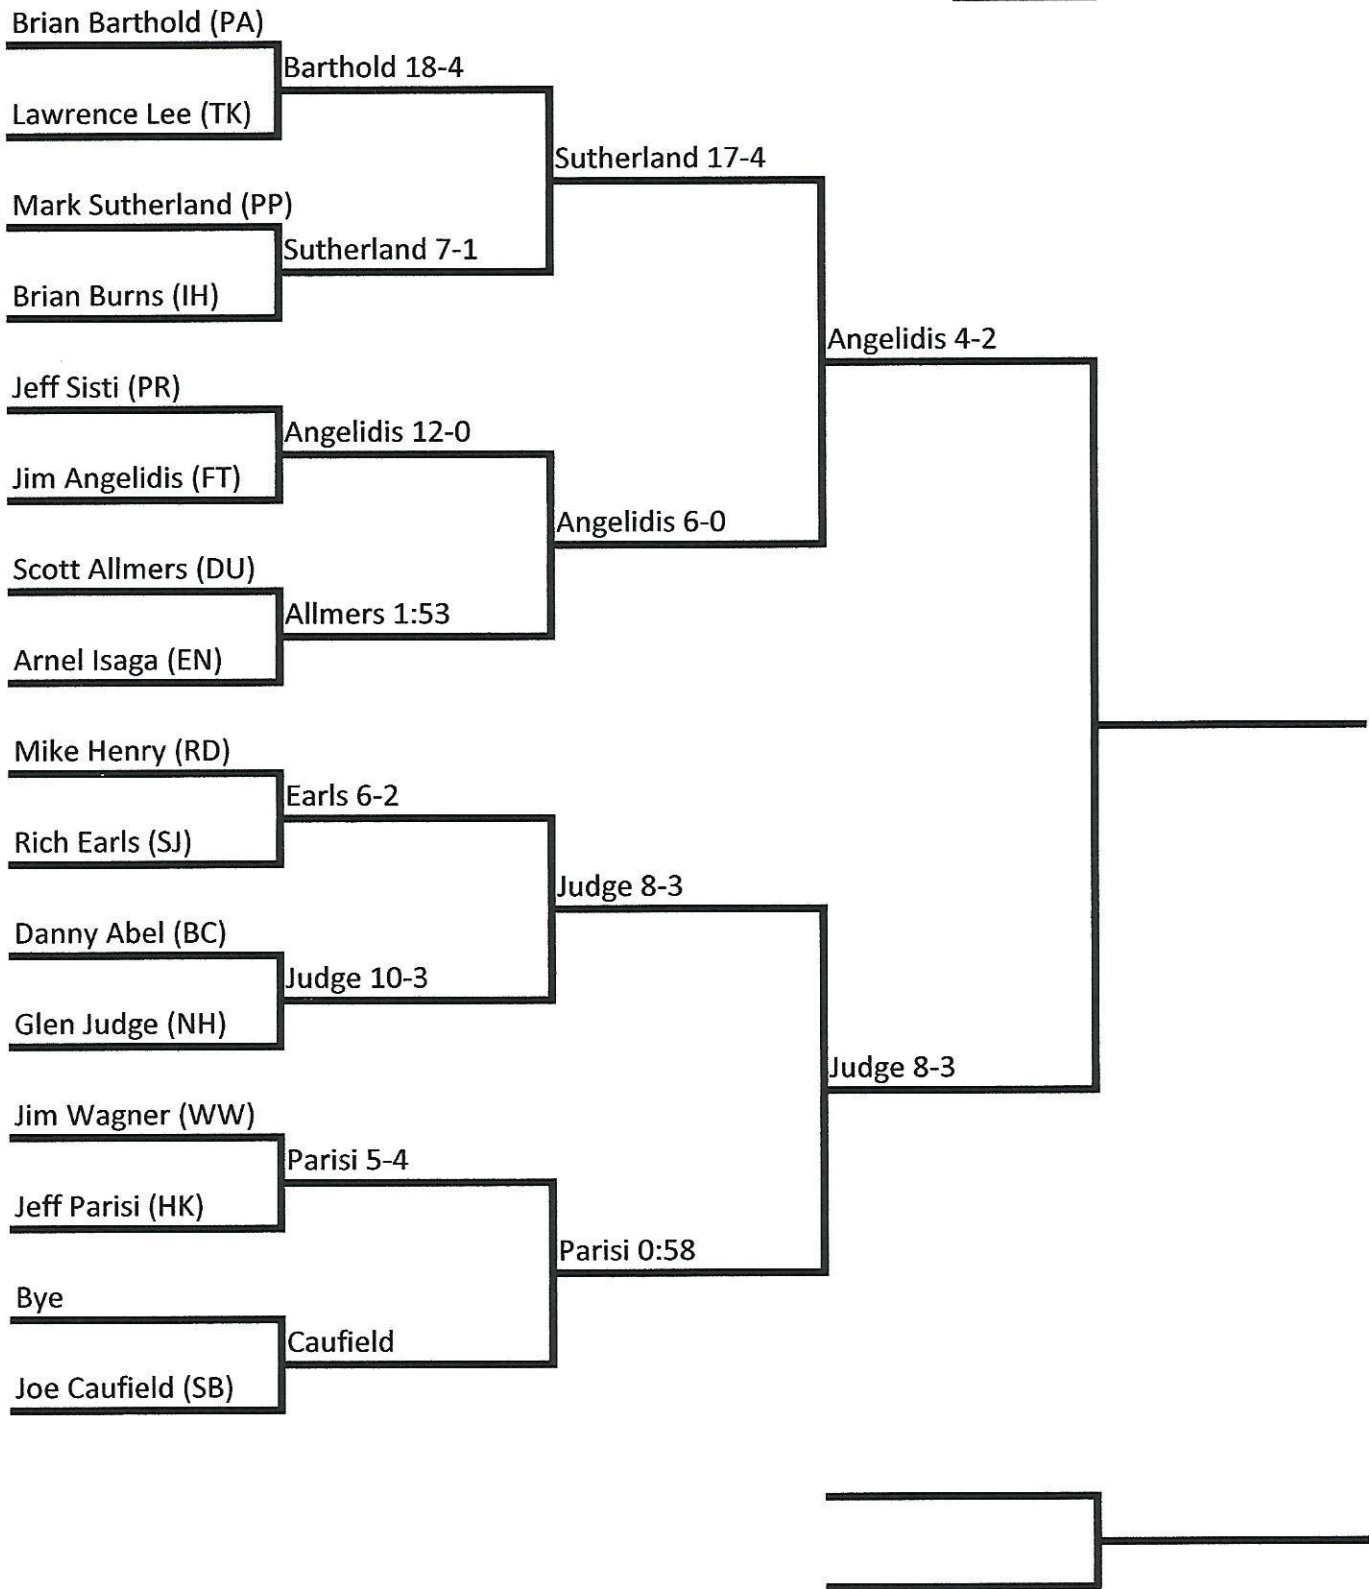 Brian Barthold (PA)
Barthold 18-4
Lawrence Lee (TK)
Sutherland 17-4
Mark Sutherland (PP)
Sutherland 7-1
Brian Burns (IH)
Angelidis 4-2
Jeff Sisti (PR)
Angelidis 12-0
Jim Angelidis (FT)
Angelidis 6-0
Scott Allmers (DU)
Allmers 1:53
Arnel Isaga (EN)
Mike Henry (RD)
Earls 6-2
Rich Earls (SJ)
Judge 8-3
Danny Abel (BC)
Judge 10-3
Glen Judge (NH)
Judge 8-3
Jim Wagner (WW)
Parisi 5-4
Jeff Parisi (HK)
Parisi 0:58
Bye
Caufield
Joe Caufield (SB)